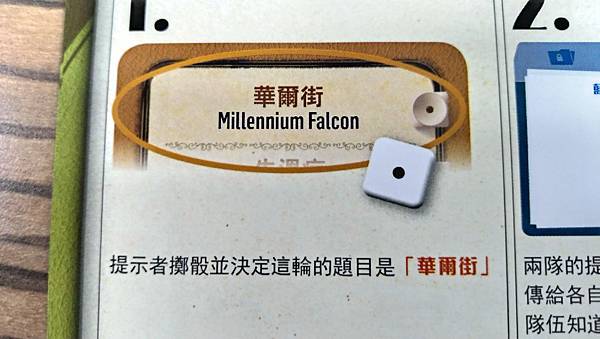 1.
華爾街
Millennium Falcon
提示者擲骰並決定這輪的題目是「華爾街」
2.
兩隊的提
傳給各自
隊伍知道